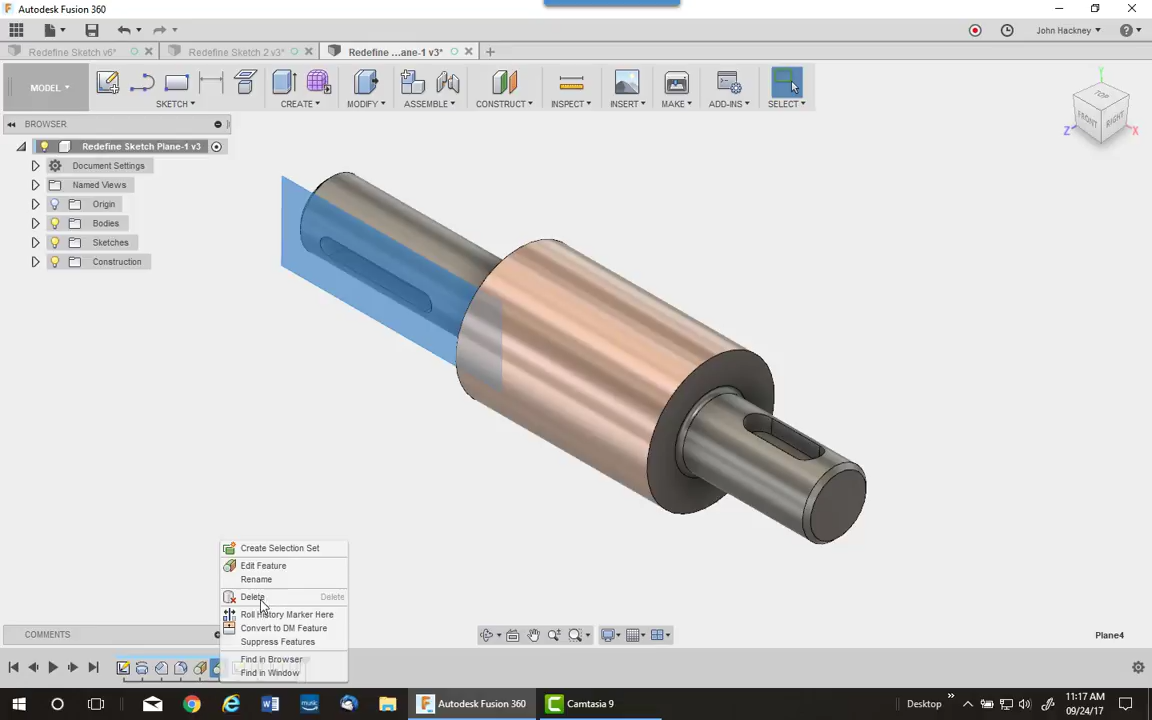 Autodesk Fusion 360
John Hackney
Redefine Sketch v6*
Redefine Sketch 2 v3*
Redefine ...ane-1 v3*
MODEL
SKETCH
CREATE
MODIFY
ASSEMBLE
CONSTRUCT
INSPECT
INSERT
MAKE
ADD-INS
SELECT
BROWSER
Redefine Sketch Plane-1 v3
Document Settings
Named Views
Origin
Bodies
Sketches
Construction
TOP
FRONT
RIGHT
Y
Z
X
Create Selection Set
Edit Feature
Rename
Delete Delete
Roll History Marker Here
Convert to DM Feature
Suppress Features
Find in Browser
Find in Window
COMMENTS
Plane4
Autodesk Fusion 360
Camtasia 9
Desktop
11:17 AM
09/24/17